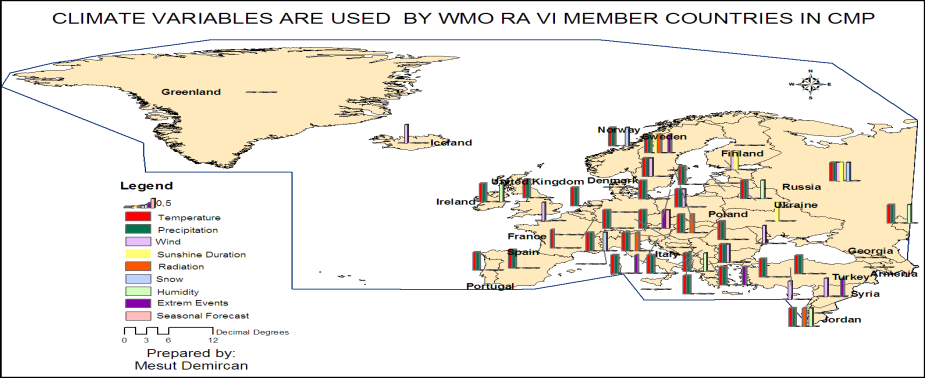 CLIMATE VARIABLES ARE USED BY WMO RA VI MEMBER COUNTRIES IN CMP
Greenland
N
W E
S
Iceland
Norway
Sweden
Finland
Russia
United Kingdom
Denmark
Ireland
Poland
Ukraine
France
Spain
Italy
Portugal
Georgia
Armenia
Turkey
Syria
Jordan
Legend
0,5
Temperature
Precipitation
Wind
Sunshine Duration
Radiation
Snow
Humidity
Extrem Events
Seasonal Forecast
Decimal Degrees
0 3 6 12
Prepared by:
Mesut Demircan